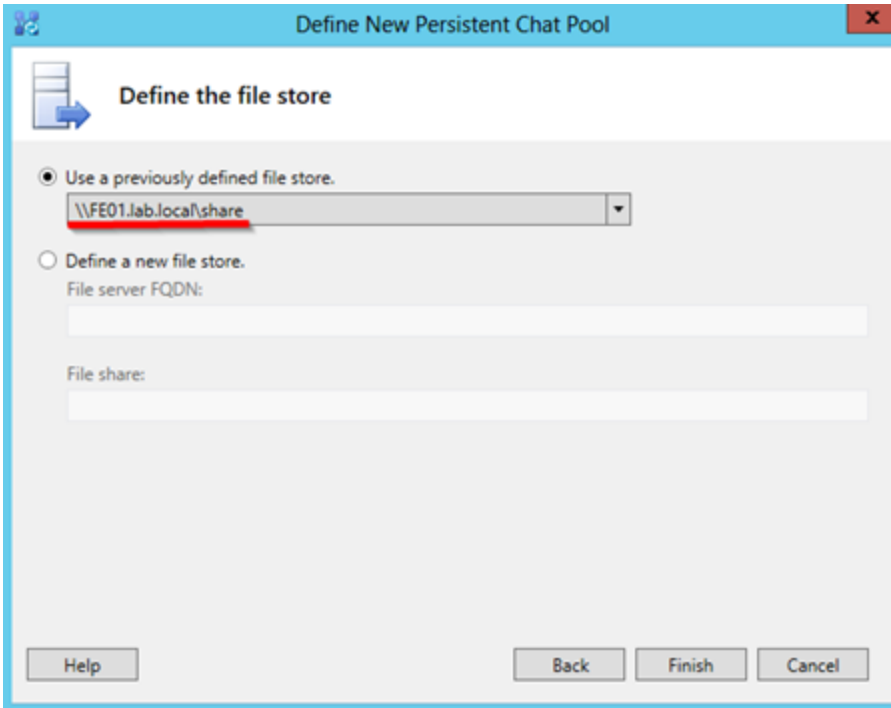 Define New Persistent Chat Pool
x
Define the file store
Use a previously defined file store.
\\FE01.lab.local\share
Define a new file store.
File server FQDN:
File share:
Help Back Finish Cancel